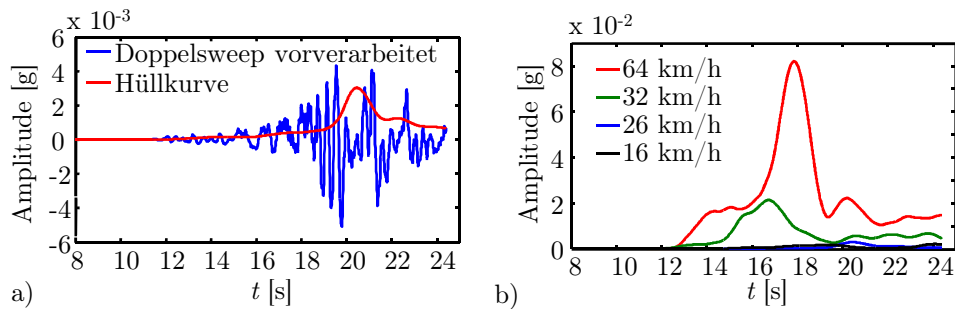 x 10-3
Amplitude [g]
6
4
2
0
-2
-4
-6
Doppelsweep vorverarbeitet
Hüllkurve
8 10 12 14 16 18 20 22 24
t [s]
a)
x 10-2
Amplitude [g]
8
6
4
2
0
64 km/h
32 km/h
26 km/h
16 km/h
8 10 12 14 16 18 20 22 24
t [s]
b)